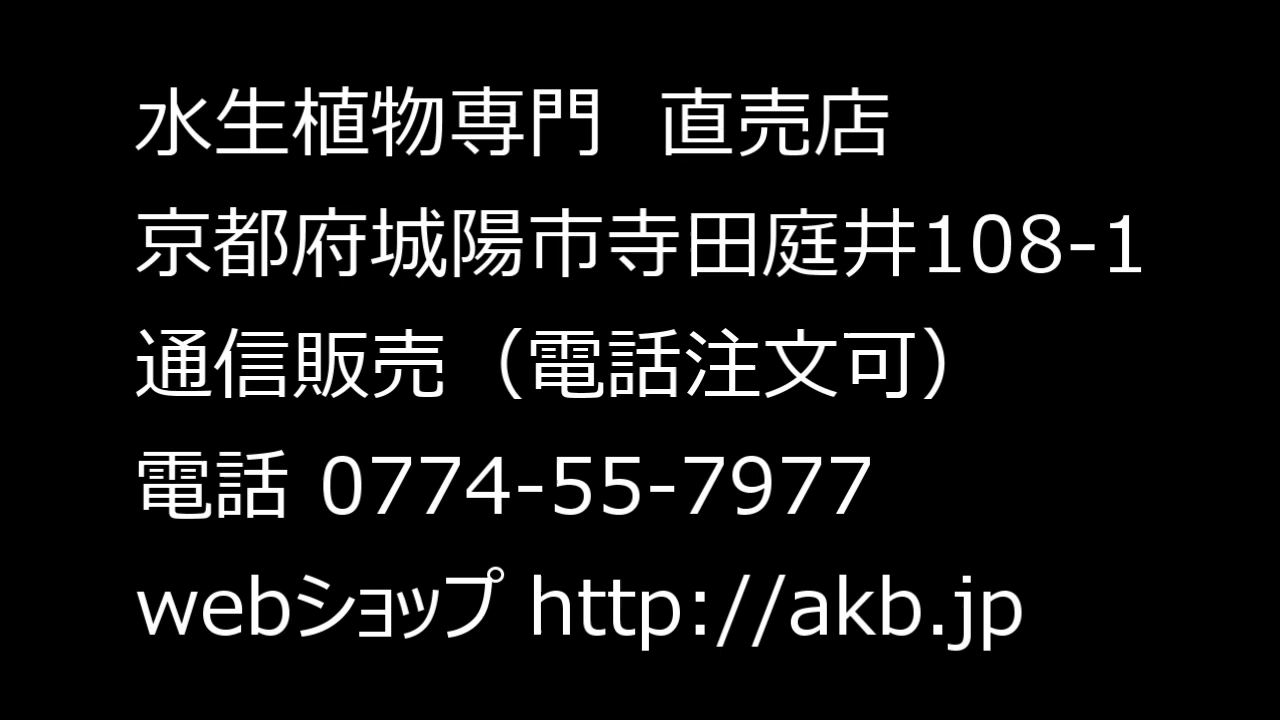 水生植物専門　直売店
京都府城陽市寺田庭井108-1
通信販売（電話注文可）
電話 0774-55-7977
webショップ http://akb.jp